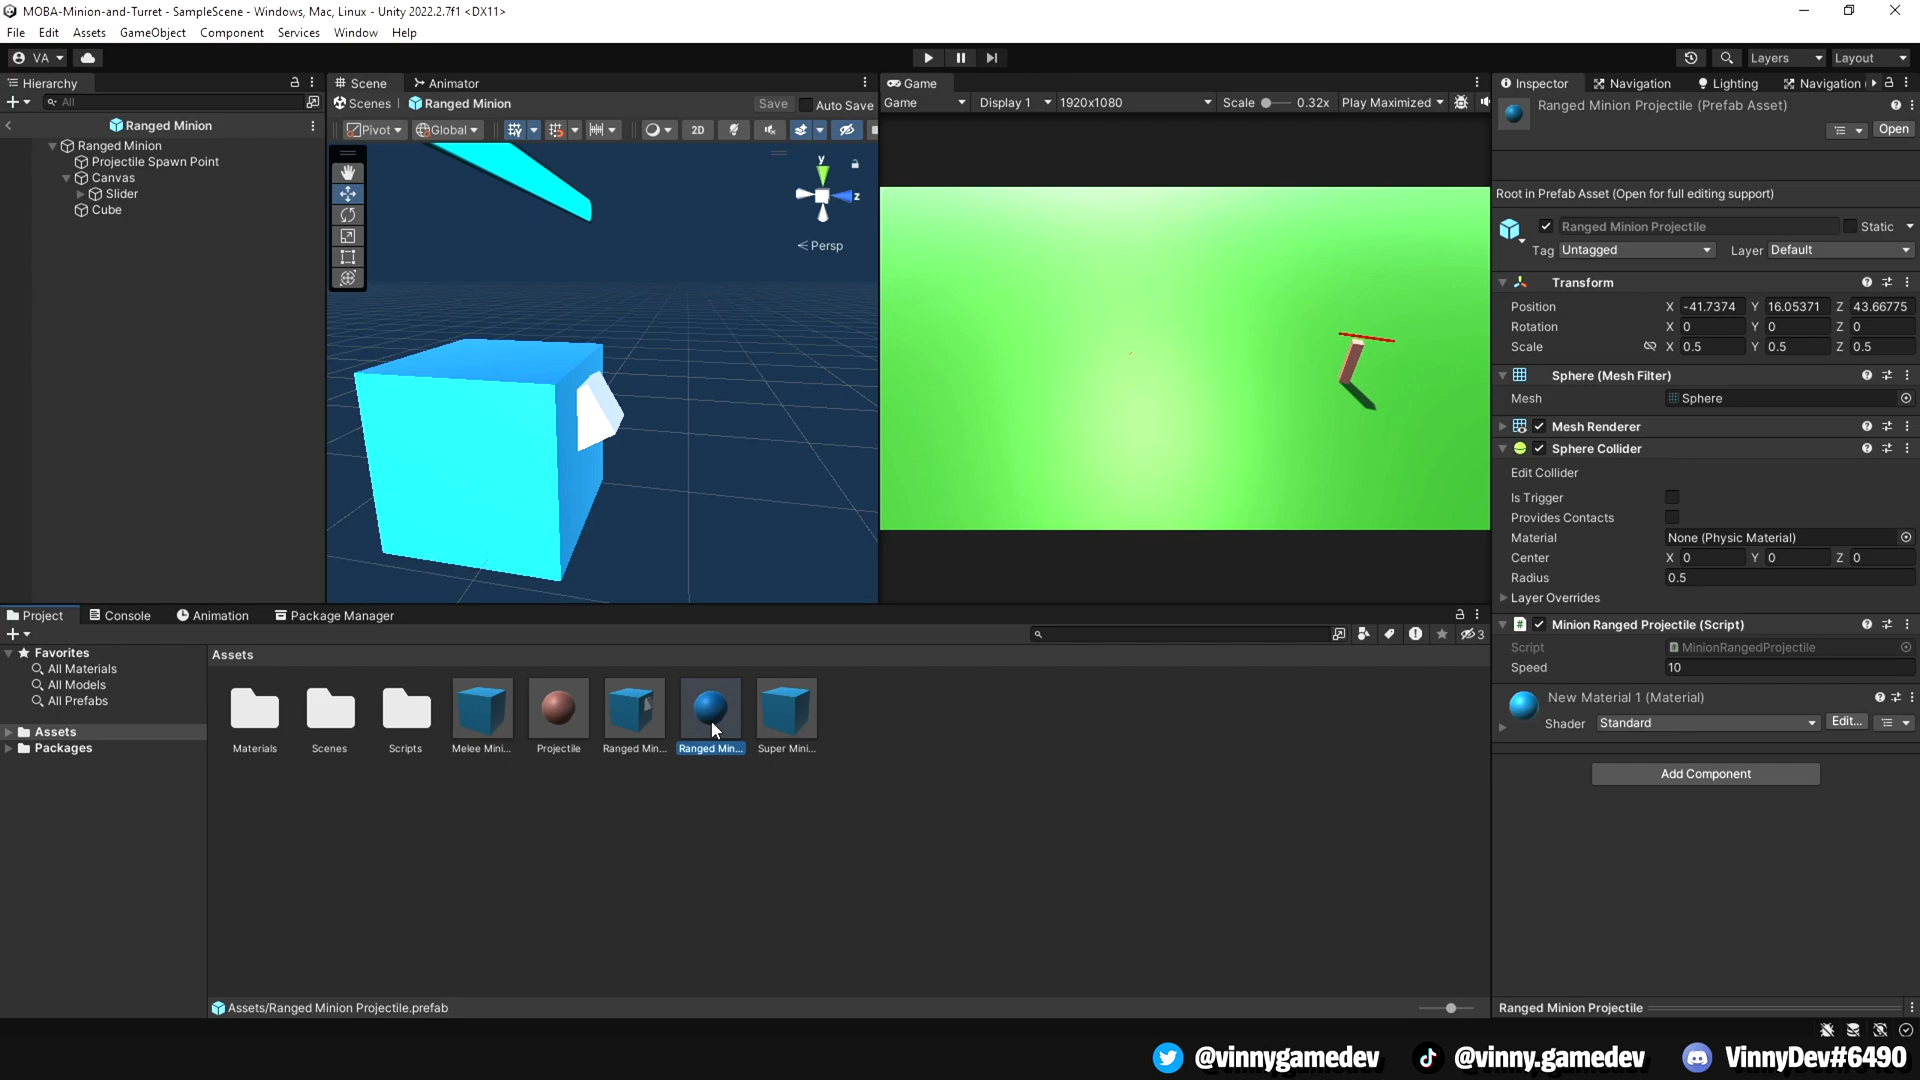 MOBA-Minion-and-Turret - SampleScene - Windows, Mac, Linux - Unity 2022.2.7f1 <DX11>
File Edit Assets GameObject Component Services Window Help
VA Layers Layout
Hierarchy
All
Ranged Minion
Ranged Minion
Projectile Spawn Point
Canvas
Slider
Cube
Scene Animator
Scenes Ranged Minion Save Auto Save
Pivot Global 2D
y
z
Persp
Game
Game Display 1 1920x1080 Scale 0.32x Play Maximized
Inspector Navigation Lighting Navigation (
Ranged Minion Projectile (Prefab Asset)
Open
Root in Prefab Asset (Open for full editing support)
Ranged Minion Projectile Static
Tag Untagged Layer Default
Transform
Position X -41.7374 Y 16.05371 Z 43.66775
Rotation X 0 Y 0 Z 0
Scale X 0.5 Y 0.5 Z 0.5
Sphere (Mesh Filter)
Mesh Sphere
Mesh Renderer
Sphere Collider
Edit Collider
Is Trigger
Provides Contacts
Material None (Physic Material)
Center X 0 Y 0 Z 0
Radius 0.5
Layer Overrides
Minion Ranged Projectile (Script)
Script MinionRangedProjectile
Speed 10
New Material 1 (Material)
Shader Standard Edit...
Add Component
Ranged Minion Projectile
Project Console Animation Package Manager
3
Favorites
All Materials
All Models
All Prefabs
Assets
Packages
Assets
Materials Scenes Scripts Melee Mini... Projectile Ranged Min... Ranged Min... Super Mini...
Assets/Ranged Minion Projectile.prefab
@vinnygamedev @vinny.gamedev VinnyDev#6490